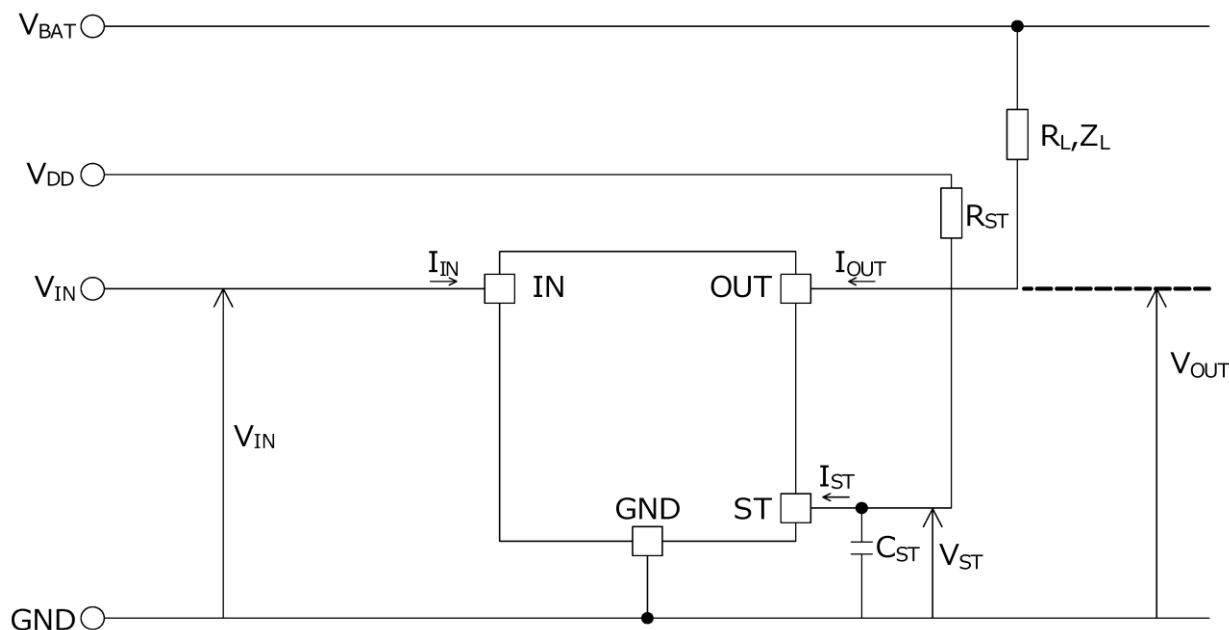 VBAT
RL,ZL
VDD
RST
IIN
IOUT
VIN
IN
OUT
VOUT
VIN
IST
GND
ST
CST
VST
GND